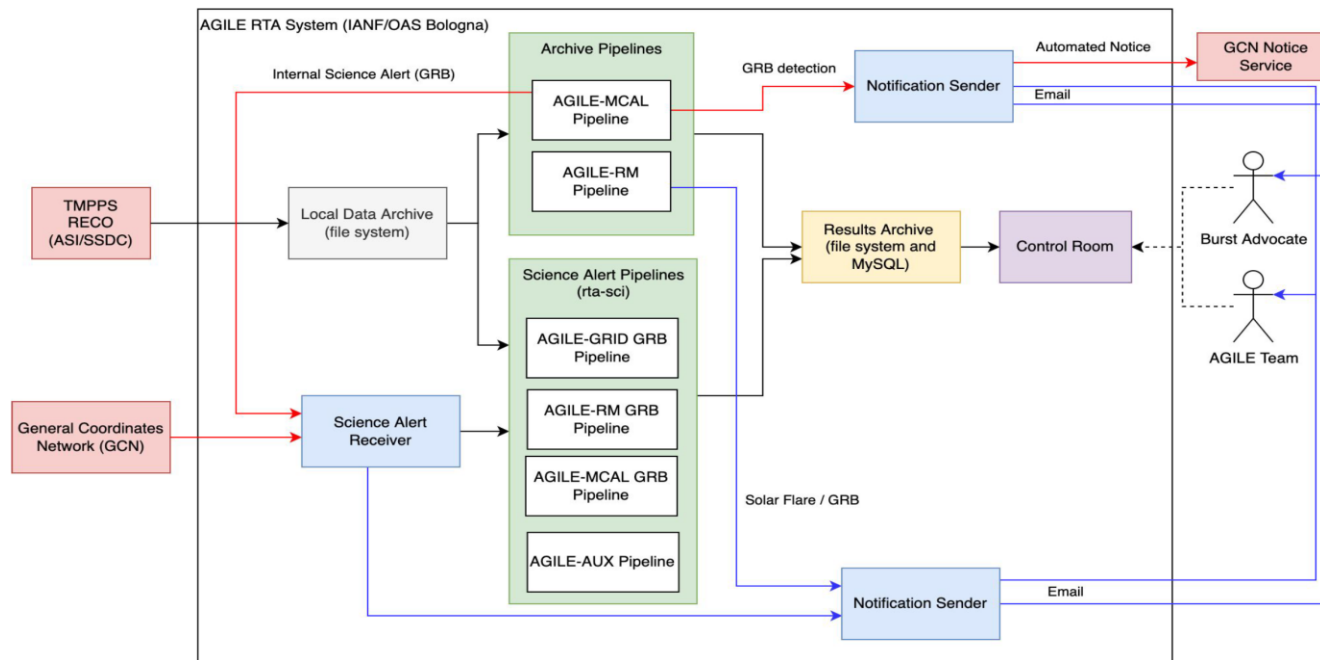 AGILE RTA System (IANF/OAS Bologna)
Archive Pipelines
Internal Science Alert (GRB)
AGILE-MCAL
Pipeline
AGILE-RM
Pipeline
GRB detection
Notification Sender
Automated Notice
Email
GCN Notice
Service
TMPPS
RECO
(ASI/SSDC)
Local Data Archive
(file system)
Results Archive
(file system and
MySQL)
Control Room
Burst Advocate
AGILE Team
Science Alert Pipelines
(rta-sci)
AGILE-GRID GRB
Pipeline
AGILE-RM GRB
Pipeline
AGILE-MCAL GRB
Pipeline
AGILE-AUX Pipeline
General Coordinates
Network (GCN)
Science Alert
Receiver
Solar Flare / GRB
Notification Sender
Email